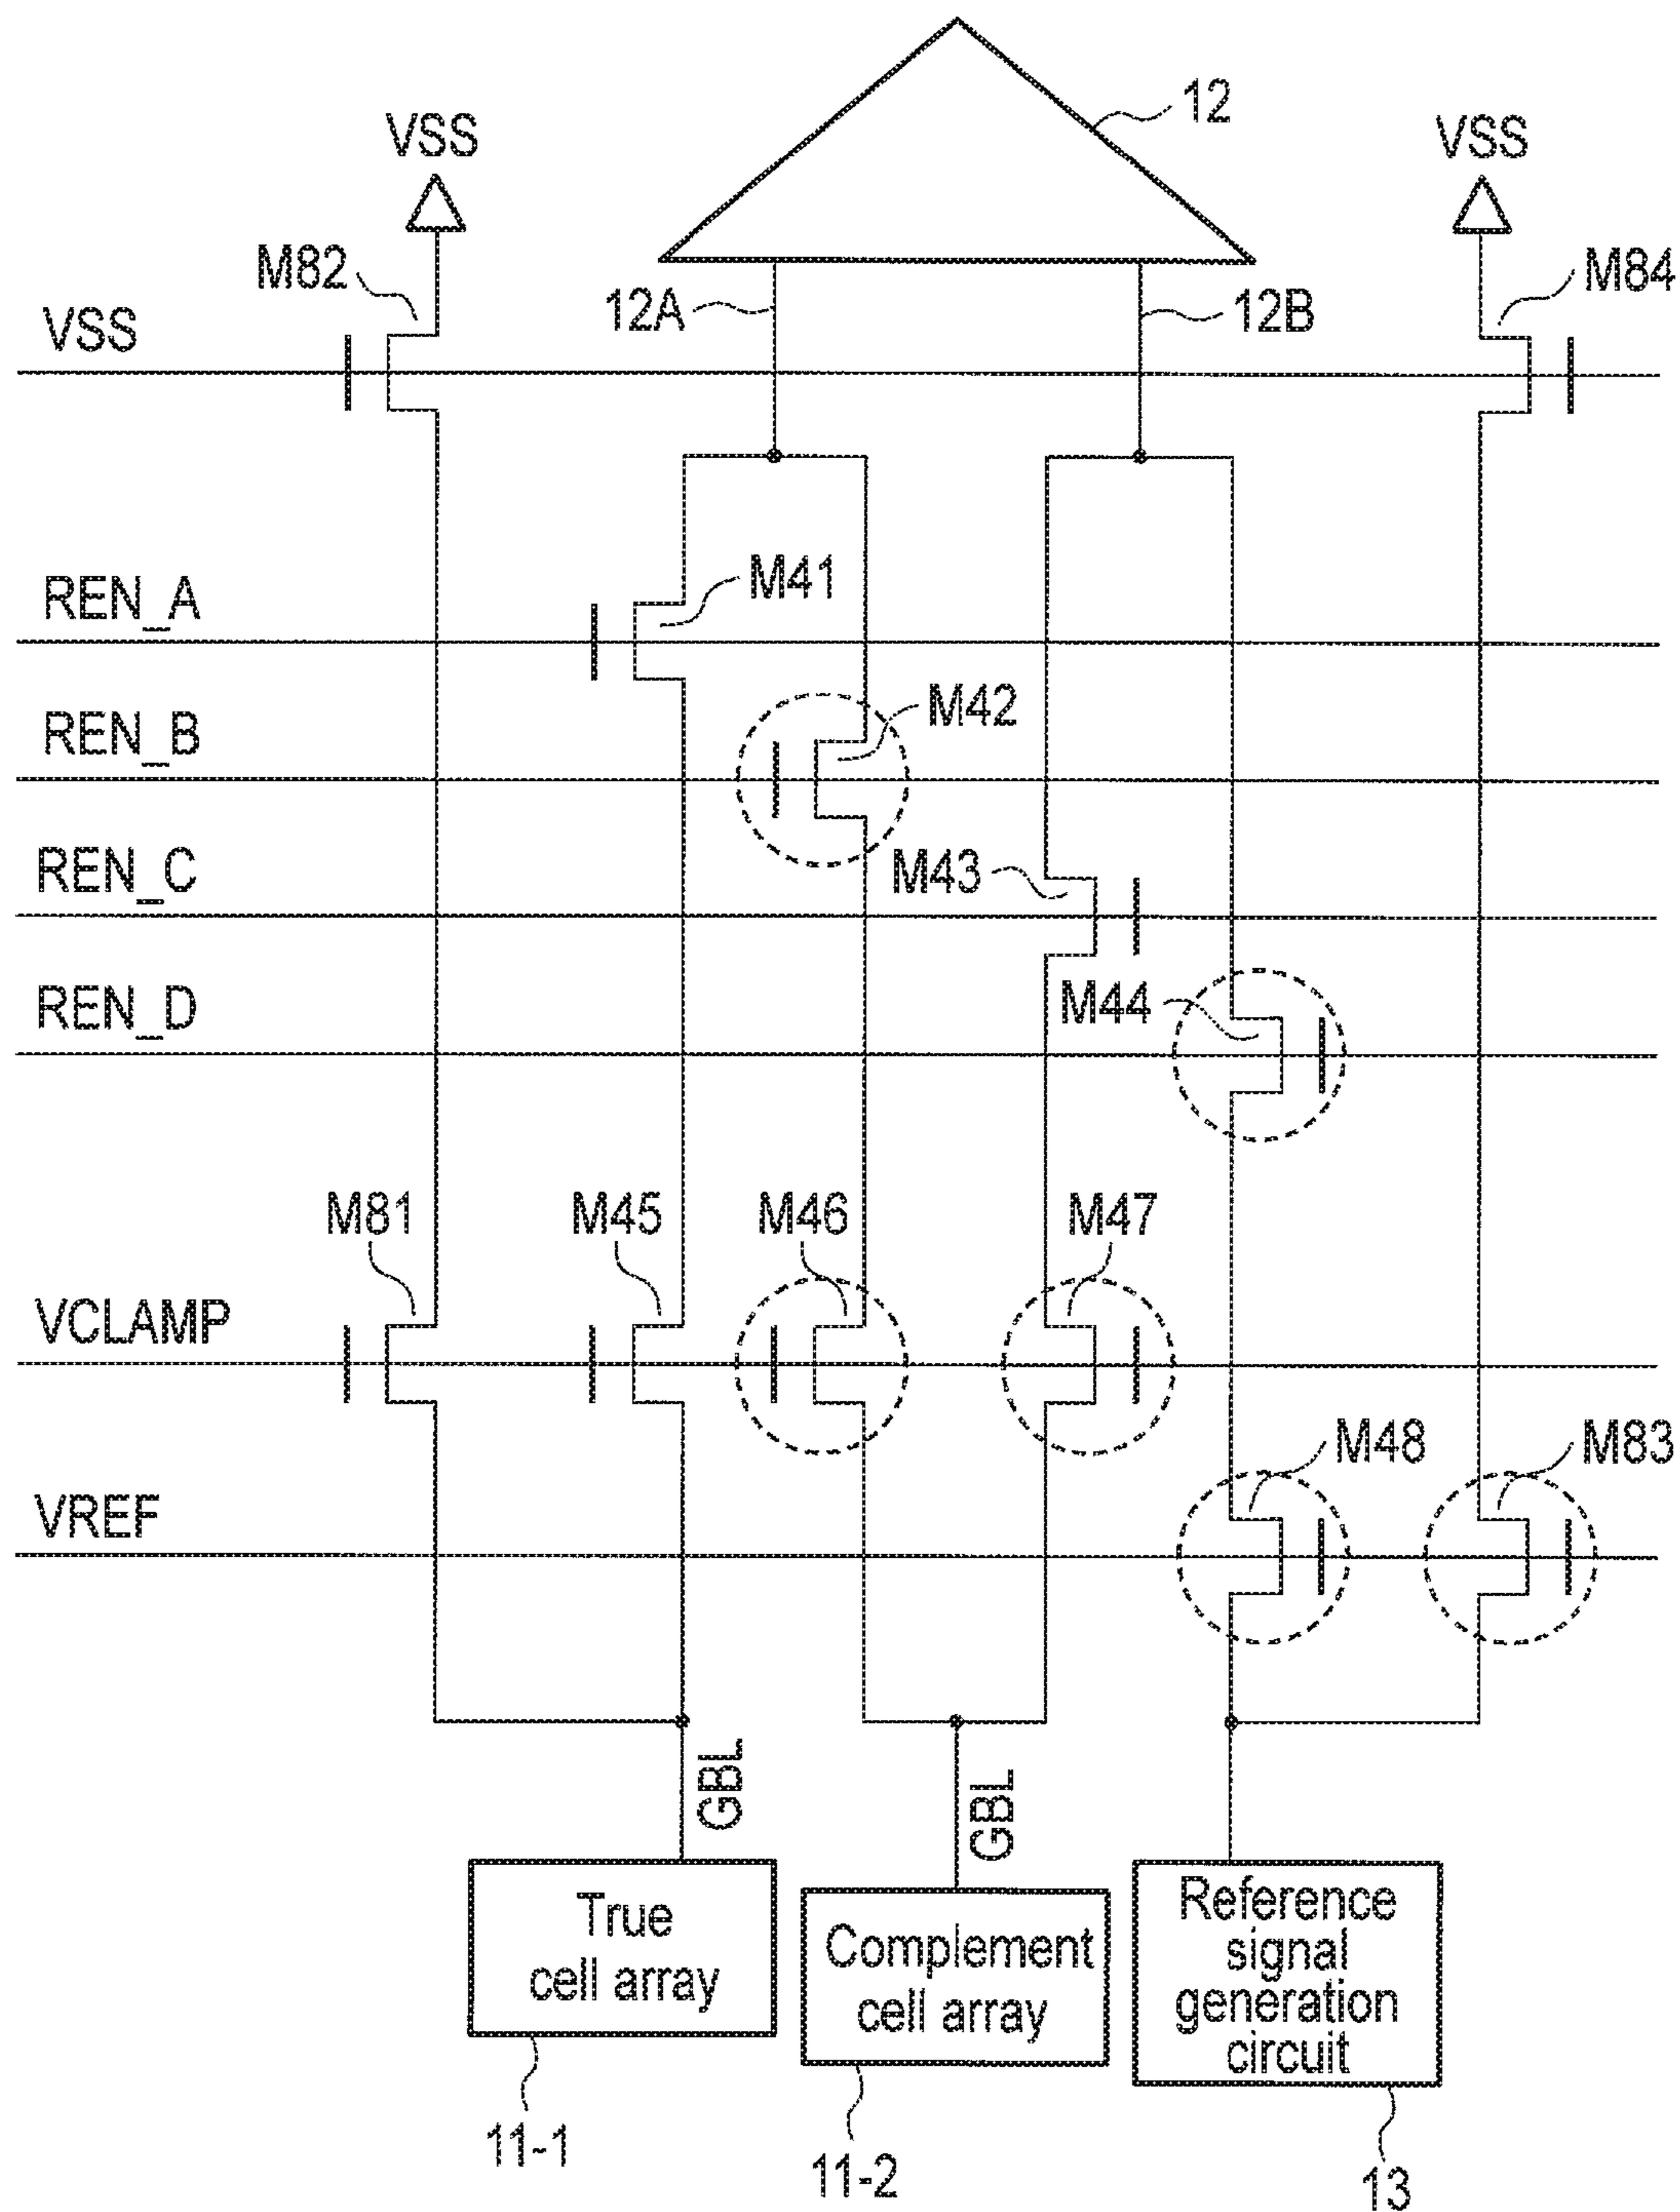 12
VSS
VSS
M82
12A
12B
M84
VSS
REN_A
M41
REN_B
M42
REN_C
M43
REN_D
M44
M81
M45
M46
M47
VCLAMP
M48
M83
VREF
GBL
GBL
True
cell array
Complement
cell array
Reference
signal
generation
circuit
11-1
11-2
13